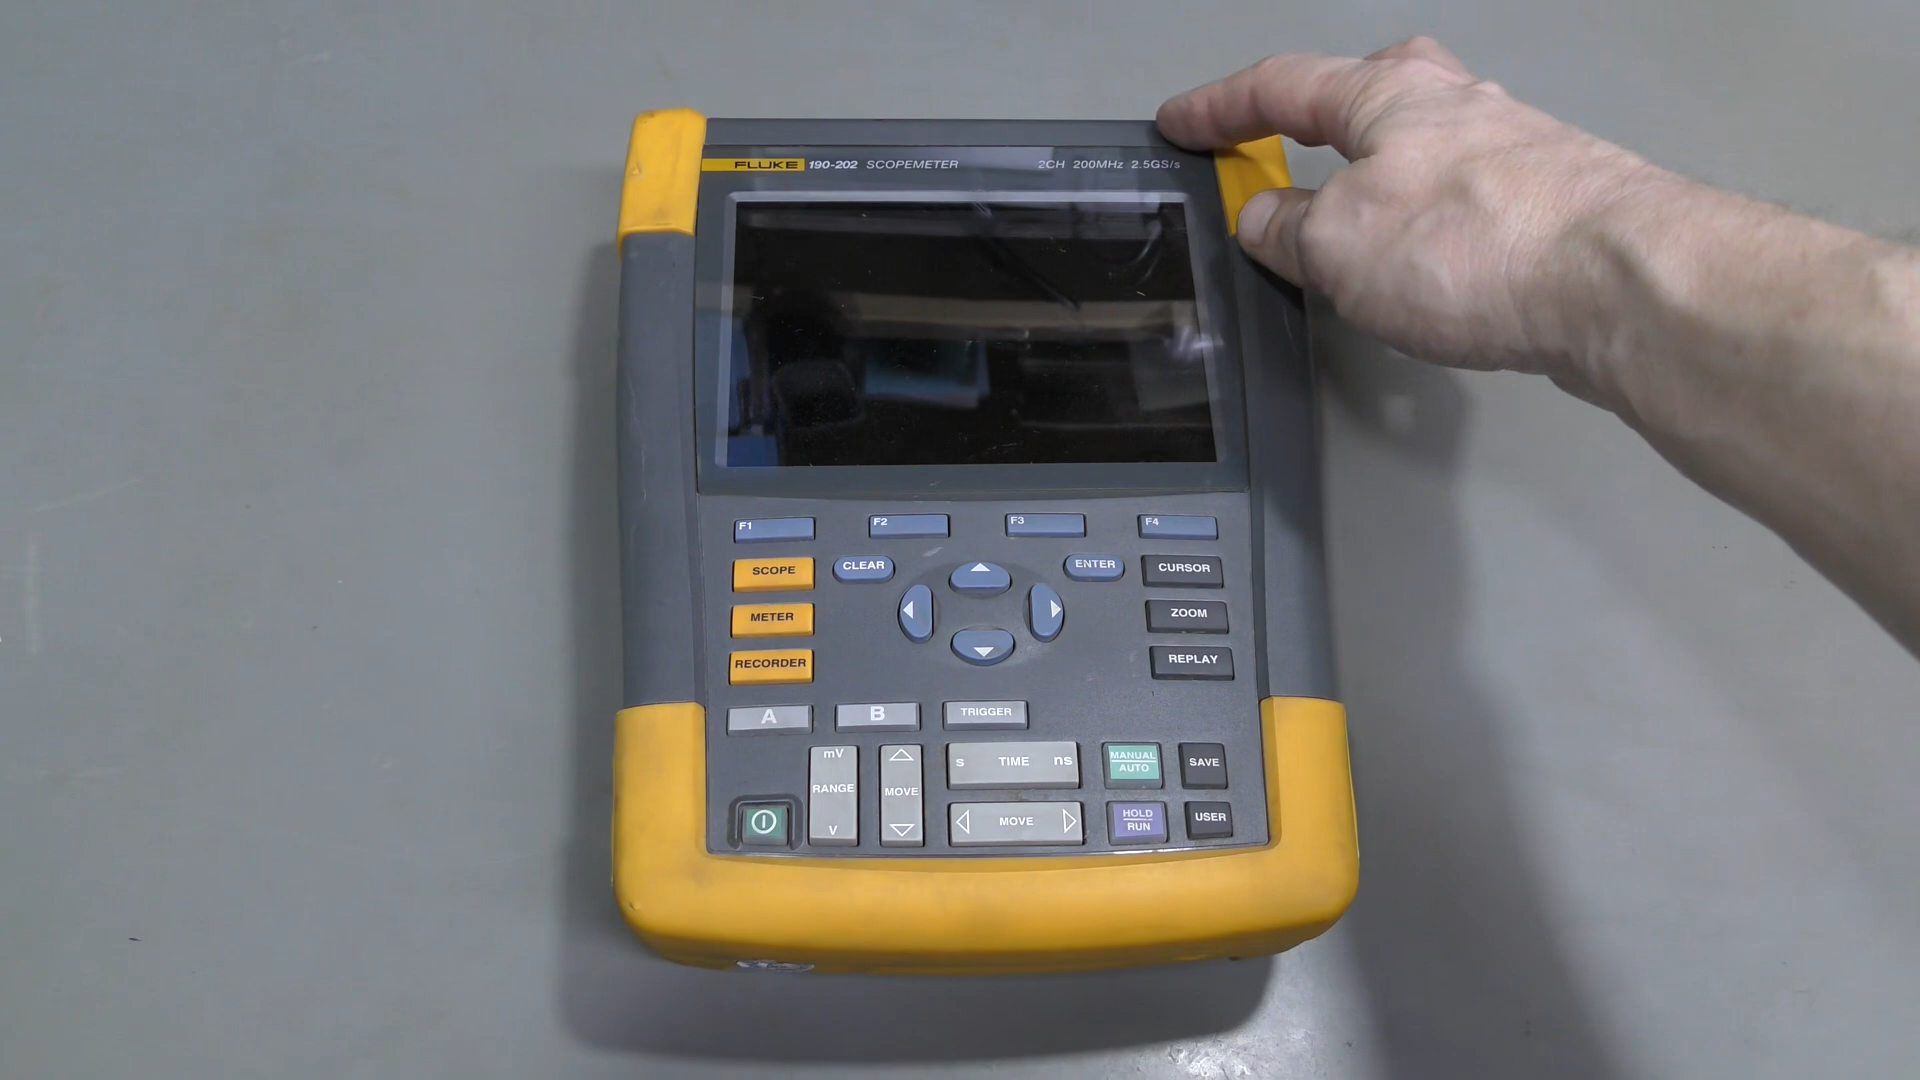 FLUKE 190-202 SCOPEMETER 2CH 200MHz 2.5GS/s
F1 F2 F3 F4
SCOPE CLEAR ENTER CURSOR
METER ZOOM
RECORDER REPLAY
A B TRIGGER
mV
RANGE
V
MOVE
s TIME ns
MANUAL
AUTO
SAVE
MOVE
HOLD
RUN
USER